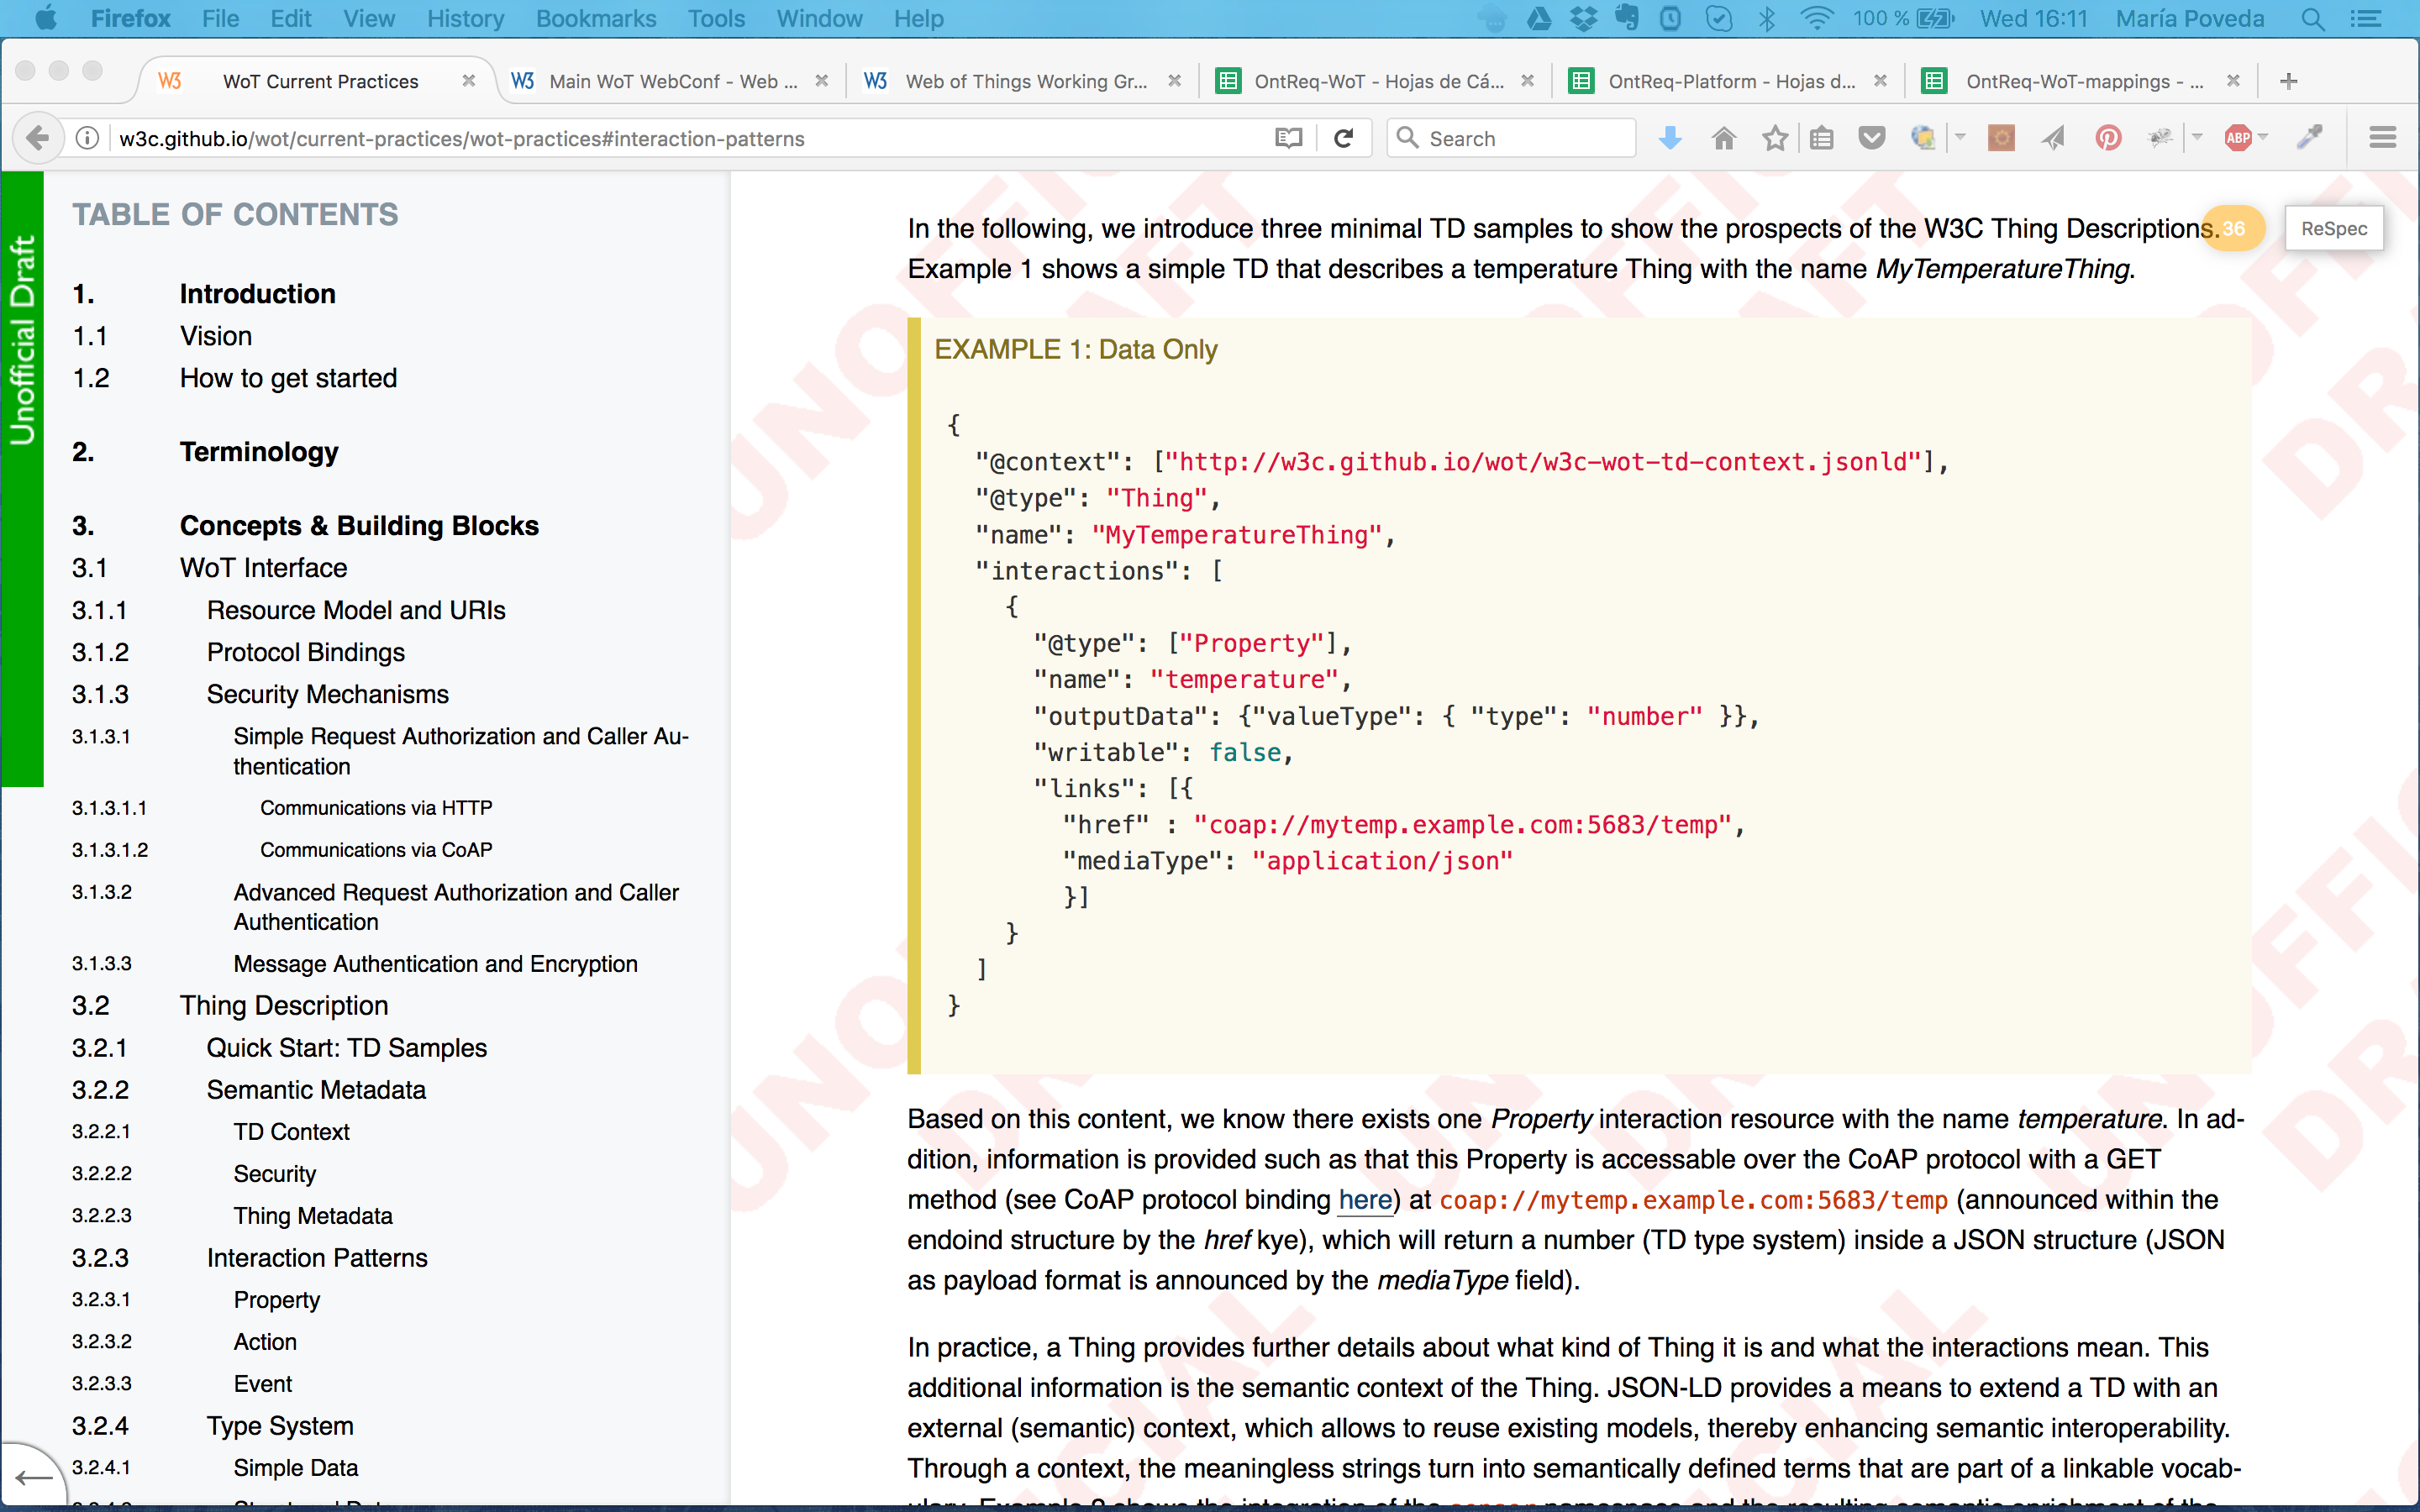 Firefox File Edit View History Bookmarks Tools Window Help 100 % Wed 16:11 María Poveda
WoT Current Practices
Main WoT WebConf - Web ...
Web of Things Working Gr...
OntReq-WoT - Hojas de Cá...
OntReq-Platform - Hojas d...
OntReq-WoT-mappings - ...
w3c.github.io/wot/current-practices/wot-practices#interaction-patterns
Search
ABP
Unofficial Draft
TABLE OF CONTENTS
1. Introduction
1.1 Vision
1.2 How to get started
2. Terminology
3. Concepts & Building Blocks
3.1 WoT Interface
3.1.1 Resource Model and URIs
3.1.2 Protocol Bindings
3.1.3 Security Mechanisms
3.1.3.1 Simple Request Authorization and Caller Au-
thentication
3.1.3.1.1 Communications via HTTP
3.1.3.1.2 Communications via CoAP
3.1.3.2 Advanced Request Authorization and Caller
Authentication
3.1.3.3 Message Authentication and Encryption
3.2 Thing Description
3.2.1 Quick Start: TD Samples
3.2.2 Semantic Metadata
3.2.2.1 TD Context
3.2.2.2 Security
3.2.2.3 Thing Metadata
3.2.3 Interaction Patterns
3.2.3.1 Property
3.2.3.2 Action
3.2.3.3 Event
3.2.4 Type System
3.2.4.1 Simple Data
In the following, we introduce three minimal TD samples to show the prospects of the W3C Thing Descriptions.
36
ReSpec
Example 1 shows a simple TD that describes a temperature Thing with the name MyTemperatureThing.
EXAMPLE 1: Data Only
{
"@context": ["http://w3c.github.io/wot/w3c-wot-td-context.jsonld"],
"@type": "Thing",
"name": "MyTemperatureThing",
"interactions": [
{
"@type": ["Property"],
"name": "temperature",
"outputData": {"valueType": { "type": "number" }},
"writable": false,
"links": [{
"href" : "coap://mytemp.example.com:5683/temp",
"mediaType": "application/json"
}]
}
]
}
Based on this content, we know there exists one Property interaction resource with the name temperature. In ad-
dition, information is provided such as that this Property is accessable over the CoAP protocol with a GET
method (see CoAP protocol binding here) at coap://mytemp.example.com:5683/temp (announced within the
endoind structure by the href kye), which will return a number (TD type system) inside a JSON structure (JSON
as payload format is announced by the mediaType field).
In practice, a Thing provides further details about what kind of Thing it is and what the interactions mean. This
additional information is the semantic context of the Thing. JSON-LD provides a means to extend a TD with an
external (semantic) context, which allows to reuse existing models, thereby enhancing semantic interoperability.
Through a context, the meaningless strings turn into semantically defined terms that are part of a linkable vocab-